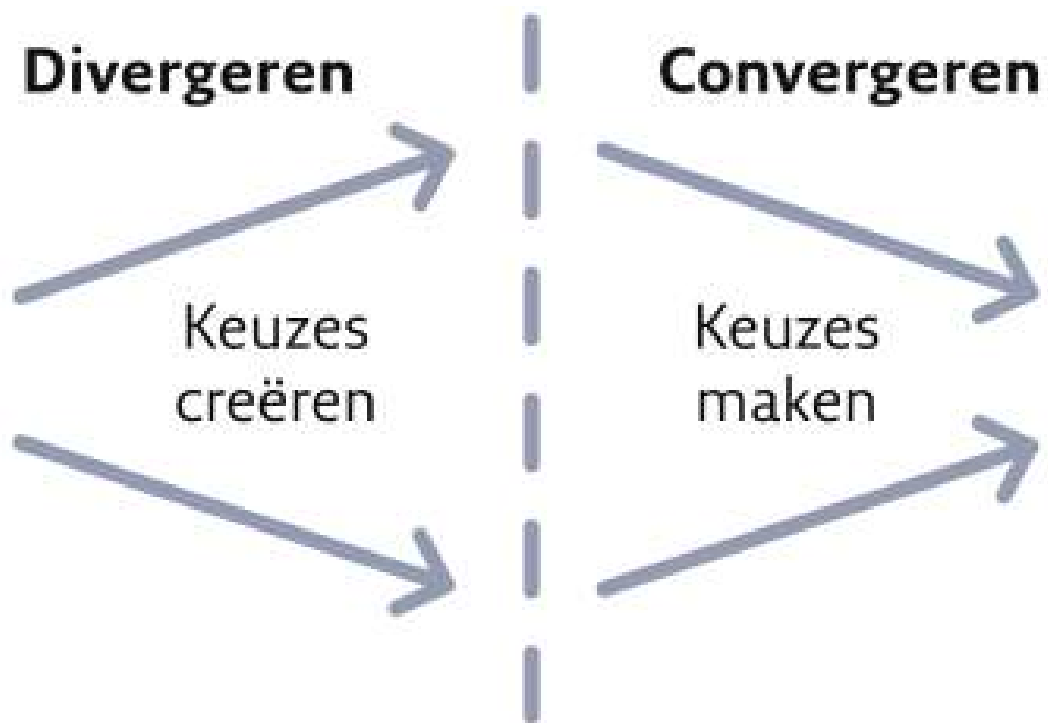 Divergeren
Convergeren
Keuzes
creëren
Keuzes
maken